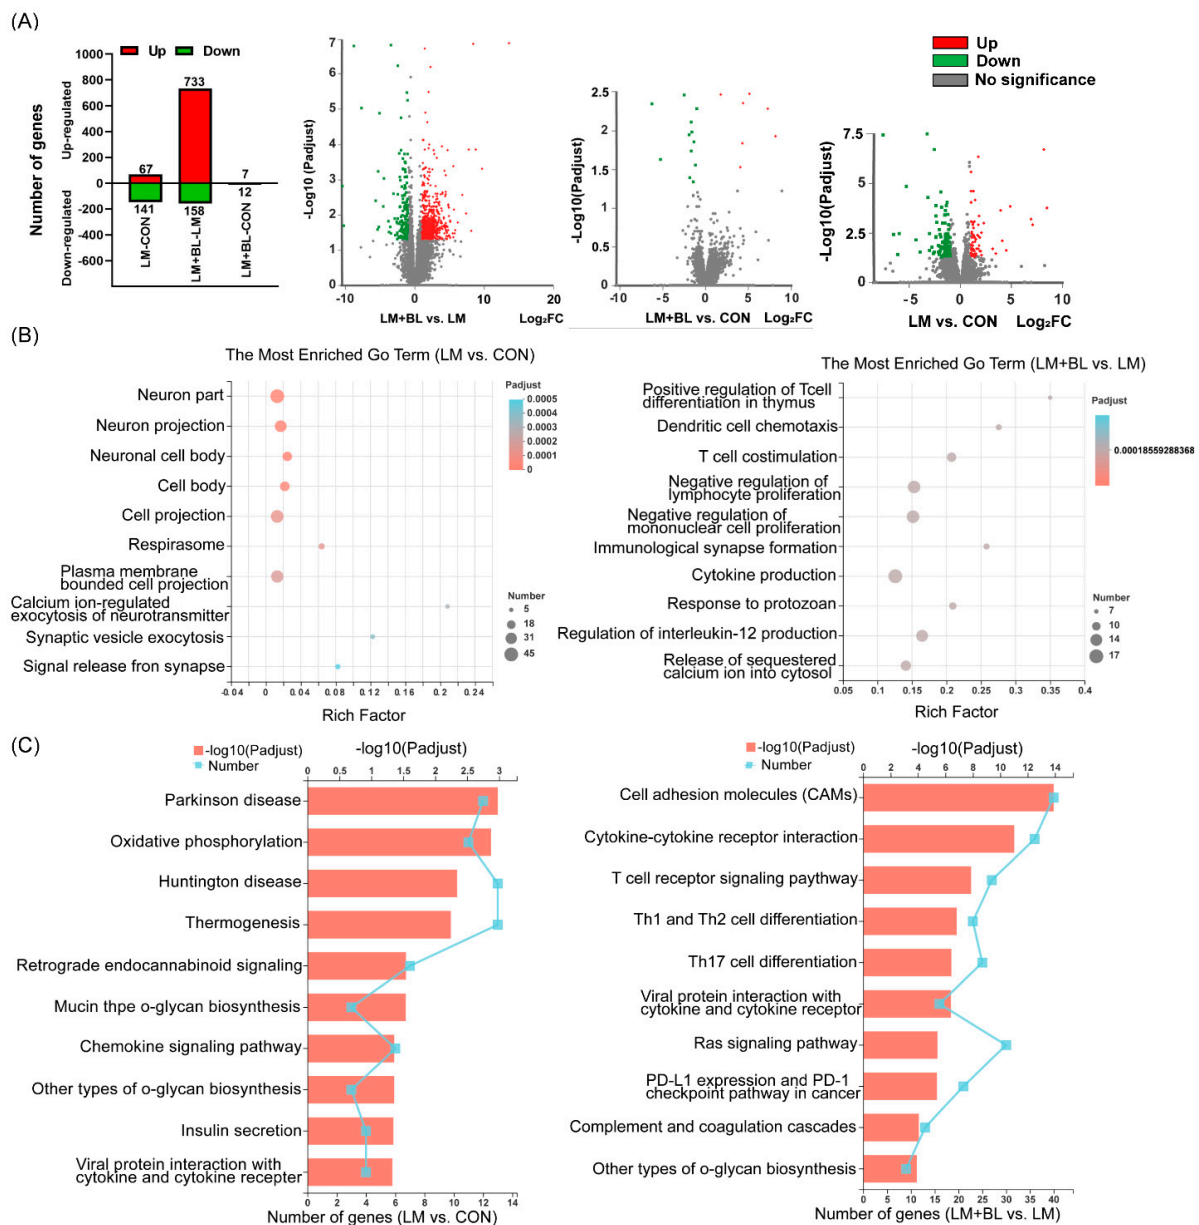 (A)
Up
Down
1000
800
600
400
200
0
-200
-400
-600
Number of genes
Up-regulated
Down-regulated
67
141
733
158
7
12
LM-CON
LM+BL-LM
LM+BL-CON
7
6
5
4
3
2
1
0
-Log10 (Padjust)
-10
0
10
20
LM+BL vs. LM
Log₂FC
2.5
2
1.5
1
0.5
0
-Log10(Padjust)
-10
-5
0
5
10
LM+BL vs. CON
Log₂FC
Up
Down
No significance
7.5
5
2.5
0
-Log10(Padjust)
-5
0
5
10
LM vs. CON
Log₂FC
(B)
The Most Enriched Go Term (LM vs. CON)
Neuron part
Neuron projection
Neuronal cell body
Cell body
Cell projection
Respirasome
Plasma membrane
bounded cell projection
Calcium ion-regulated
exocytosis of neurotransmitter
Synaptic vesicle exocytosis
Signal release fron synapse
-0.04
0
0.04
0.08
0.12
0.16
0.2
0.26
Rich Factor
Padjust
0.0005
0.0004
0.0003
0.0002
0.0001
0
Number
5
18
31
45
The Most Enriched Go Term (LM+BL vs. LM)
Positive regulation of Tcell
differentiation in thymus
Dendritic cell chemotaxis
T cell costimulation
Negative regulation of
lymphocyte proliferation
Negative regulation of
mononuclear cell proliferation
Immunological synapse formation
Cytokine production
Response to protozoan
Regulation of interleukin-12 production
Release of sequestered
calcium ion into cytosol
0.05
0.1
0.15
0.2
0.25
0.3
0.35
0.4
Rich Factor
Padjust
0.00018559288368
Number
7
10
14
17
(C)
-log10(Padjust)
Number
-log10(Padjust)
0
0.5
1
1.5
2
2.5
3
Parkinson disease
Oxidative phosphorylation
Huntington disease
Thermogenesis
Retrograde endocannabinoid signaling
Mucin thpe o-glycan biosynthesis
Chemokine signaling pathway
Other types of o-glycan biosynthesis
Insulin secretion
Viral protein interaction with
cytokine and cytokine recepter
0
2
4
6
8
10
12
14
Number of genes (LM vs. CON)
-log10(Padjust)
Number
-log10(Padjust)
0
2
4
6
8
10
12
14
Cell adhesion molecules (CAMs)
Cytokine-cytokine receptor interaction
T cell receptor signaling paythway
Th1 and Th2 cell differentiation
Th17 cell differentiation
Viral protein interaction with
cytokine and cytokine receptor
Ras signaling pathway
PD-L1 expression and PD-1
checkpoint pathway in cancer
Complement and coagulation cascades
Other types of o-glycan biosynthesis
0
5
10
15
20
25
30
35
40
Number of genes (LM+BL vs. LM)